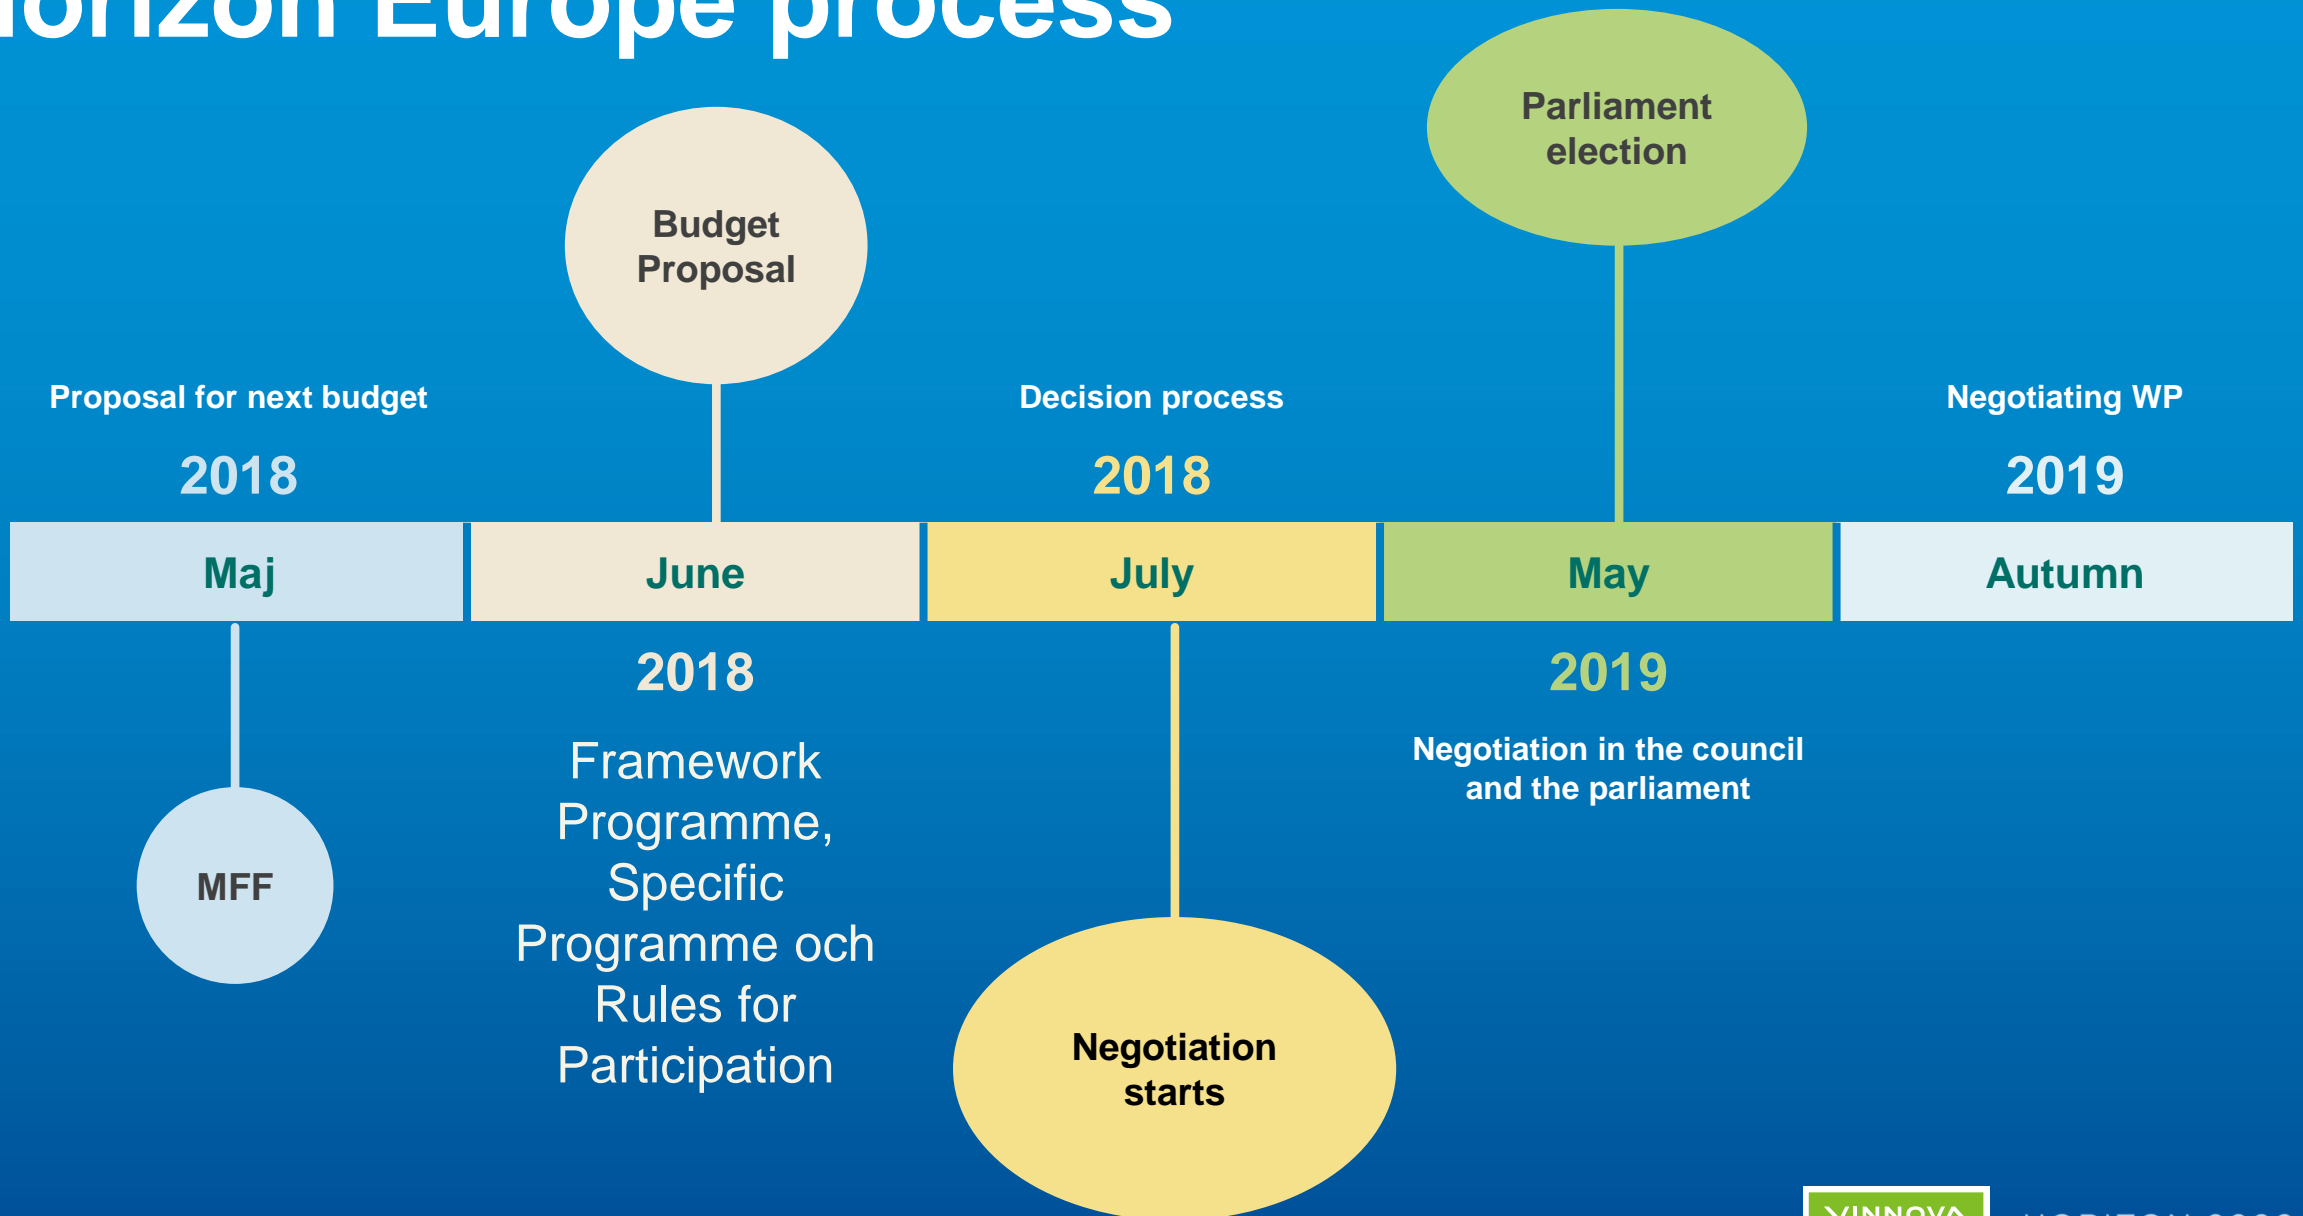 Europe process
Parliament
election
Budget
Proposal
Proposal for next budget
Decision process
Negotiating WP
2018
2018
2019
Maj
June
July
May
Autumn
2018
2019
Framework
Programme,
Specific
Programme och
Rules for
Participation
Negotiation in the council
and the parliament
MFF
Negotiation
starts
VINNOVA